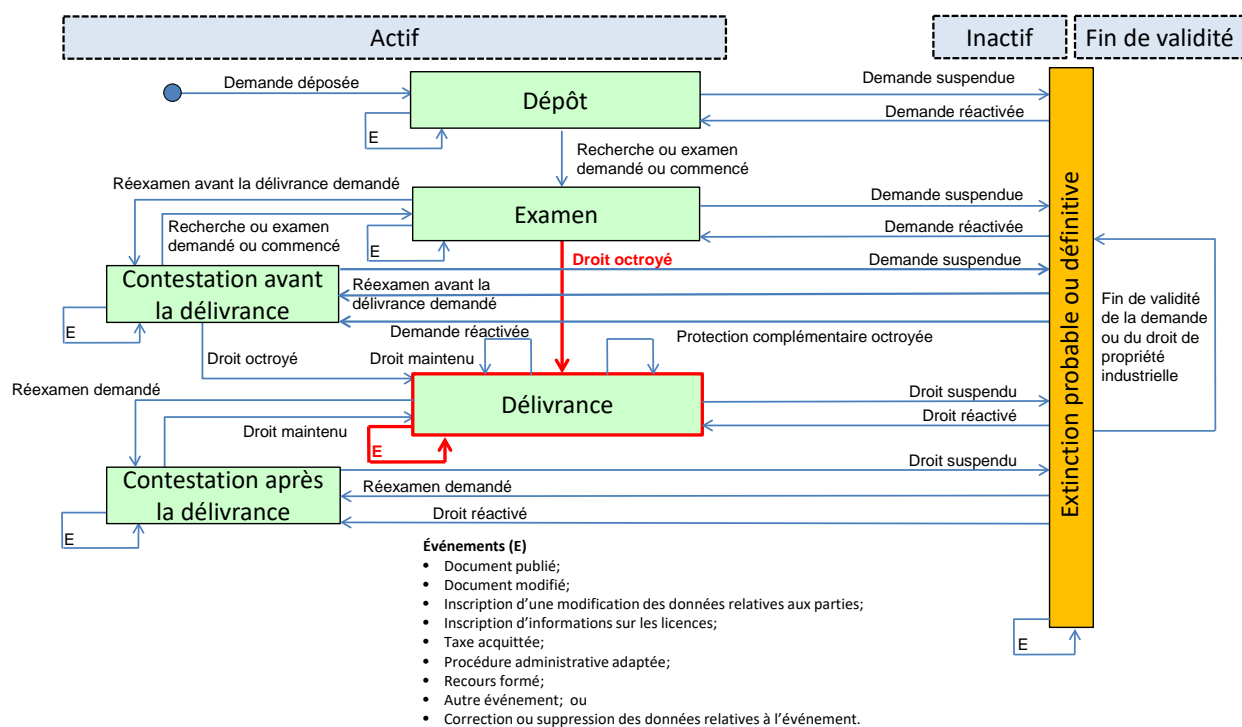 Actif
Inactif
Fin de validité
Demande déposée
Dépôt
Demande suspendue
Demande réactivée
E
Recherche ou examen
demandé ou commencé
Réexamen avant la délivrance demandé
Examen
Demande suspendue
Demande réactivée
Recherche ou examen
demandé ou commencé
E
Droit octroyé
Demande suspendue
Contestation avant
la délivrance
Réexamen avant la
délivrance demandé
E
Demande réactivée
Droit octroyé
Droit maintenu
Protection complémentaire octroyée
Fin de validité
de la demande
ou du droit de
propriété
industrielle
Extinction probable ou définitive
Réexamen demandé
Délivrance
Droit suspendu
Droit réactivé
Droit maintenu
E
Contestation après
la délivrance
Droit suspendu
Réexamen demandé
Droit réactivé
E
Événements (E)
• Document publié;
• Document modifié;
• Inscription d’une modification des données relatives aux parties;
• Inscription d’informations sur les licences;
• Taxe acquittée;
• Procédure administrative adaptée;
• Recours formé;
• Autre événement; ou
• Correction ou suppression des données relatives à l’événement.
E